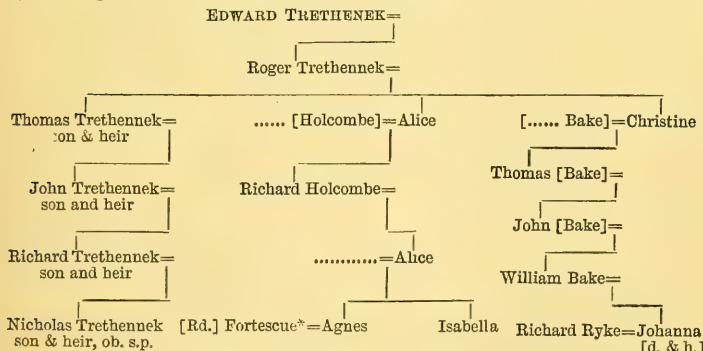 EDWARD TRETHENEK=
Roger Trethennek=
Thomas Trethennek= ...... [Holcombe]=Alice [...... Bake]=Christine
:on & heir
Thomas [Bake]=
John Trethennek= Richard Holcombe=
son and heir
John [Bake]=
Richard Trethennek= ............=Alice
son and heir
William Bake=
Nicholas Trethennek [Rd.] Fortescue*=Agnes Isabella Richard Ryke=Johanna
son & heir, ob. s.p. [d. & h.]